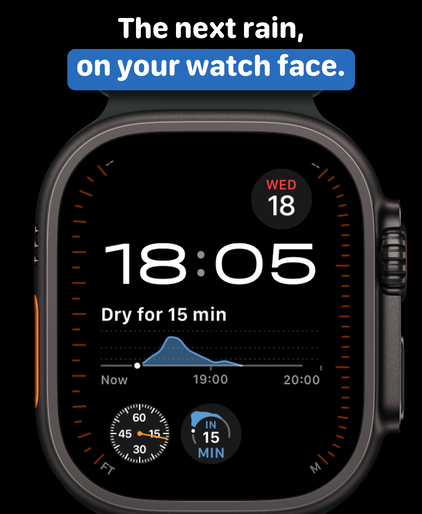 The next rain,
on your watch face.
WED
18
18:05
Dry for 15 min
Now 19:00 20:00
60
45 15
30
IN
15
MIN
FT M